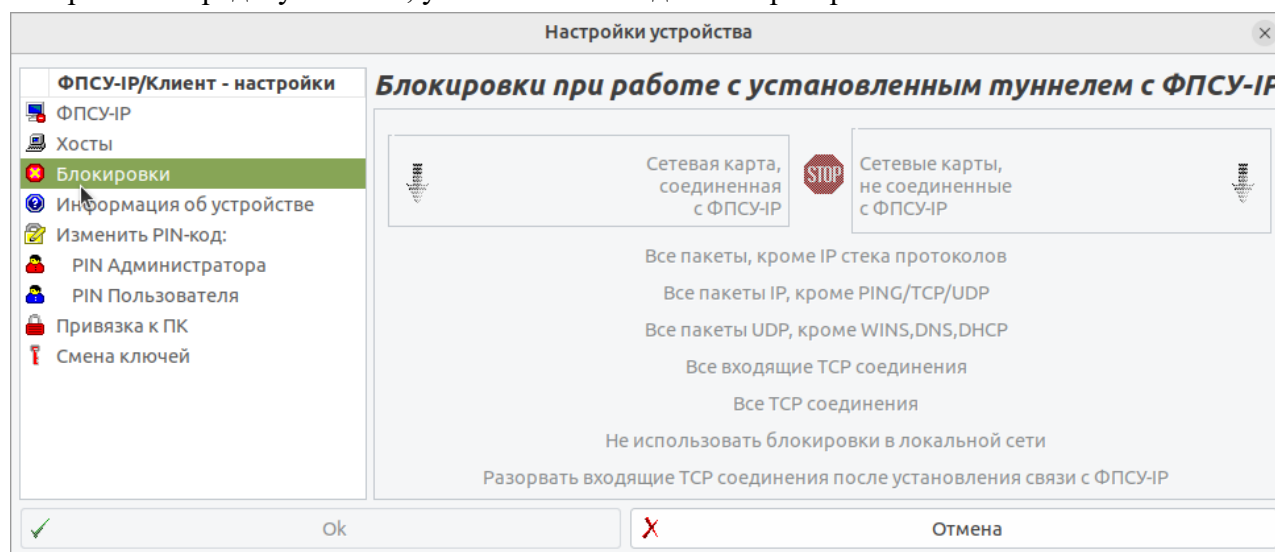 Настройки устройства
ФПСУ-IP/Клиент - настройки
ФПСУ-IP
Хосты
Блокировки
Информация об устройстве
Изменить PIN-код:
PIN Администратора
PIN Пользователя
Привязка к ПК
Смена ключей
Блокировки при работе с установленным туннелем с ФПСУ-IP
Сетевая карта,
соединенная
с ФПСУ-IP
STOP
Сетевые карты,
не соединенные
с ФПСУ-IP
Все пакеты, кроме IP стека протоколов
Все пакеты IP, кроме PING/TCP/UDP
Все пакеты UDP, кроме WINS,DNS,DHCP
Все входящие TCP соединения
Все TCP соединения
Не использовать блокировки в локальной сети
Разорвать входящие TCP соединения после установления связи с ФПСУ-IP
Ok
Отмена